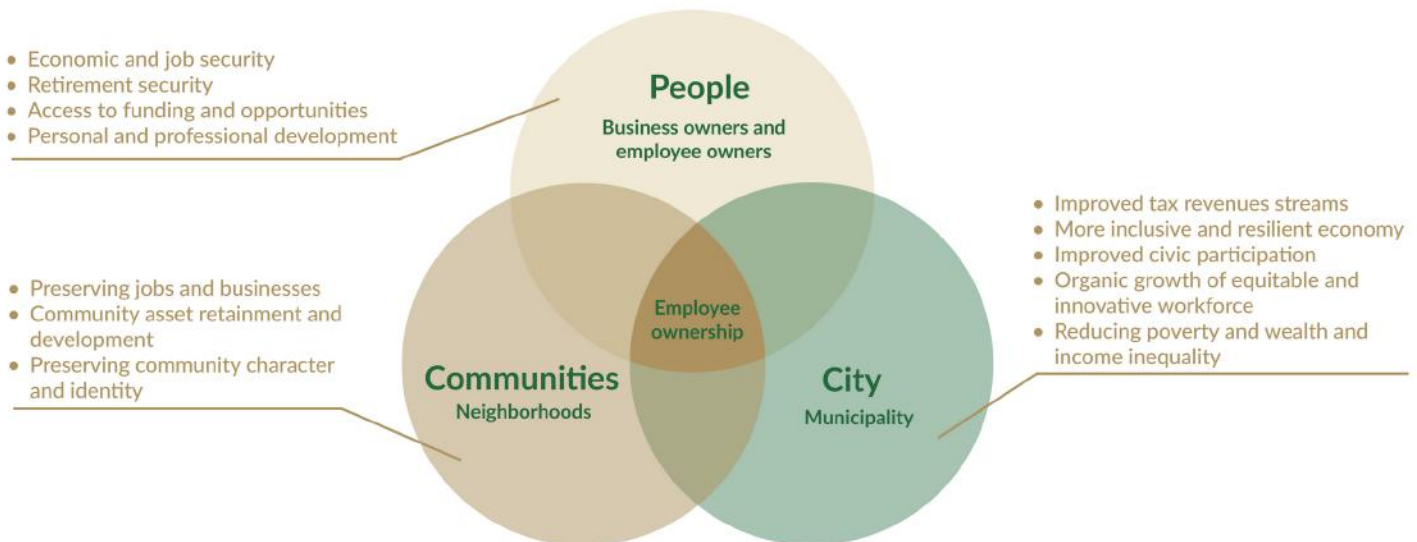 • Economic and job security
• Retirement security
• Access to funding and opportunities
• Personal and professional development
People
Business owners and
employee owners
• Improved tax revenues streams
• More inclusive and resilient economy
• Improved civic participation
• Organic growth of equitable and
innovative workforce
• Reducing poverty and wealth and
income inequality
• Preserving jobs and businesses
• Community asset retainment and
development
• Preserving community character
and identity
Employee
ownership
Communities
Neighborhoods
City
Municipality